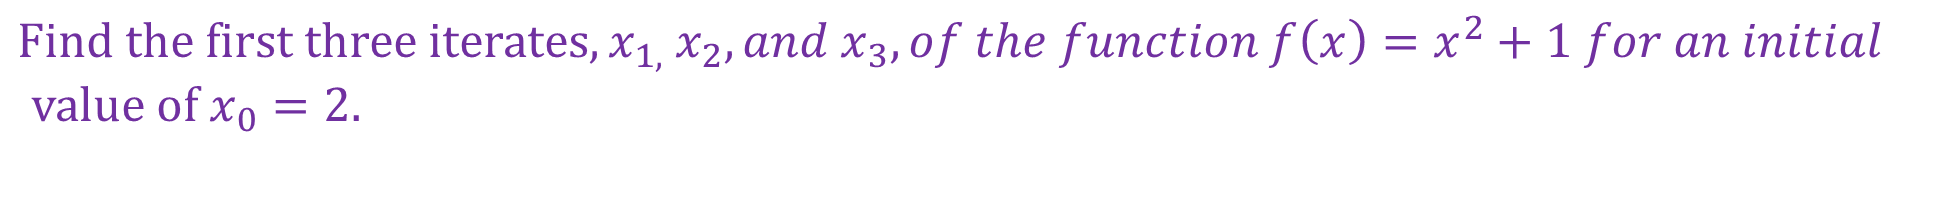 Find the first three iterates, x₁, x₂, and x₃, of the function f(x) = x² + 1 for an initial
value of x₀ = 2.